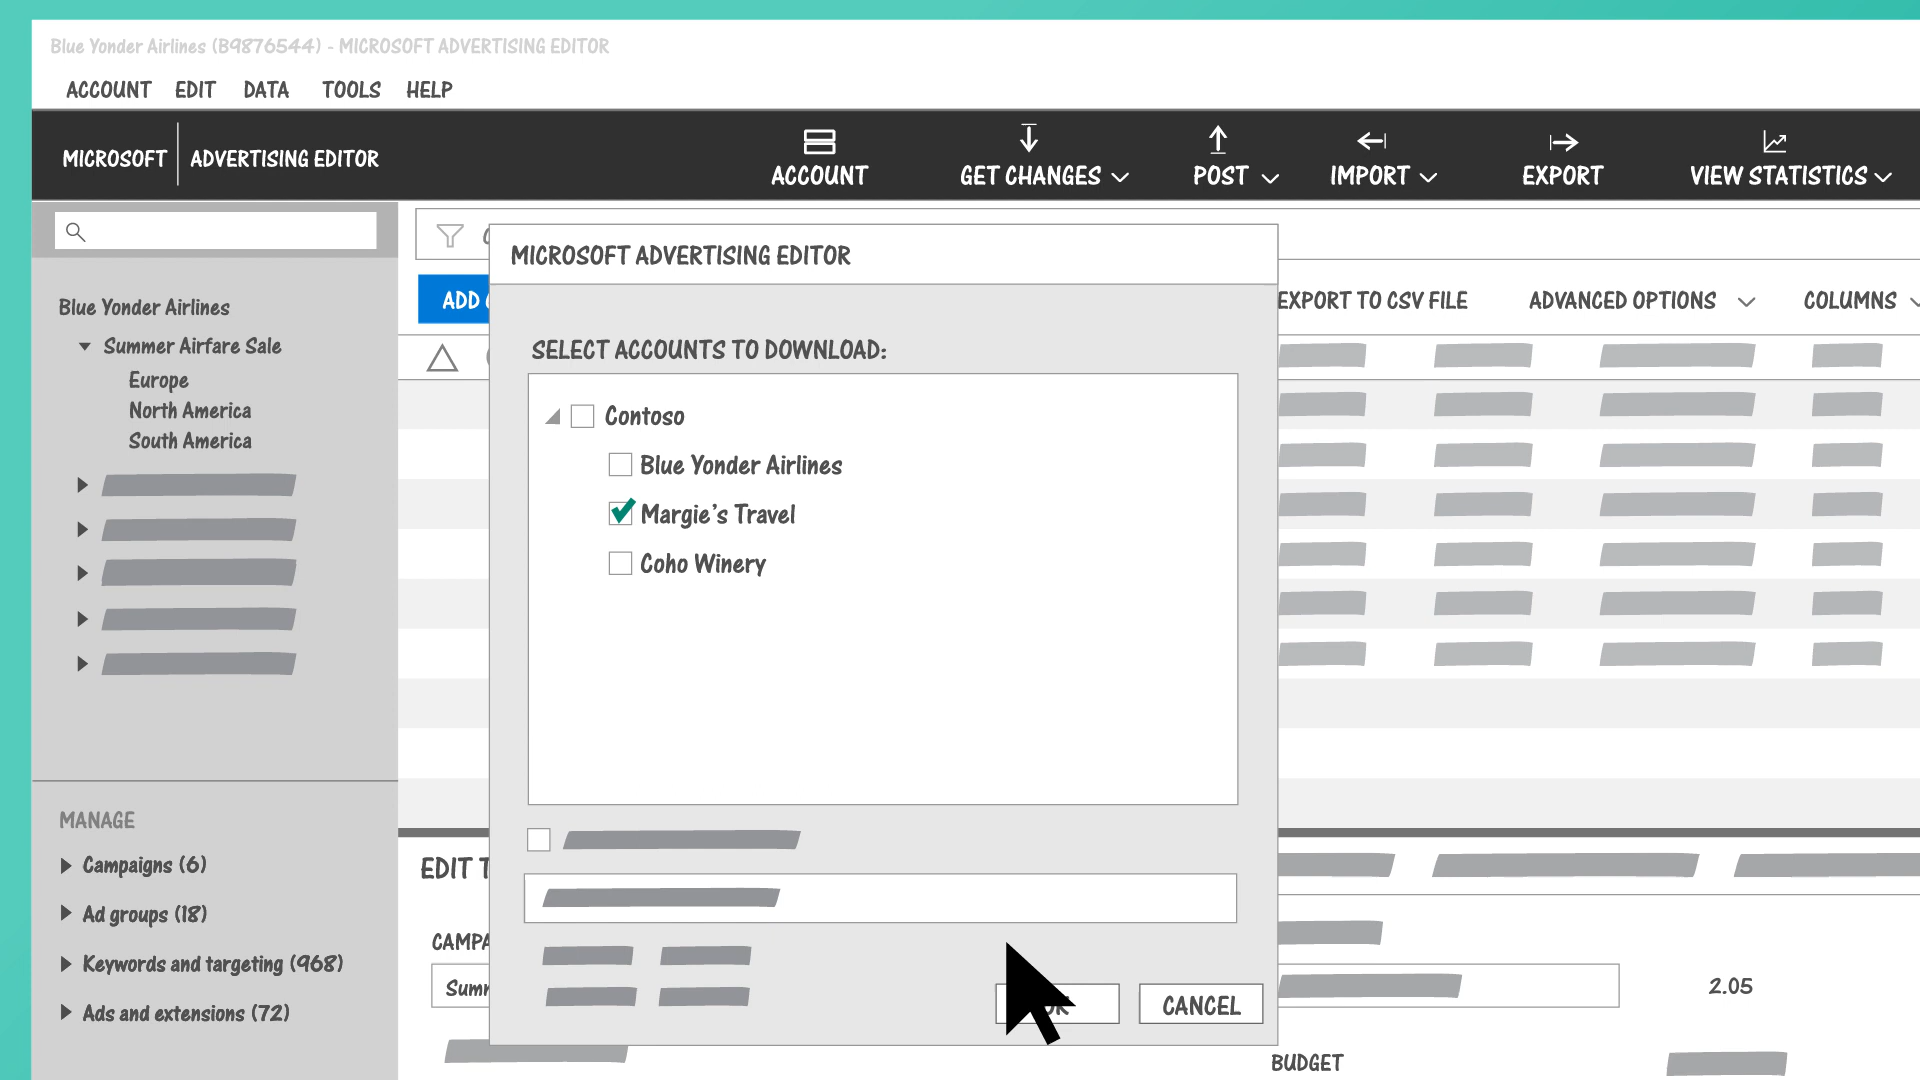 Blue Yonder Airlines (B9876544) - MICROSOFT ADVERTISING EDITOR
ACCOUNT EDIT DATA TOOLS HELP
MICROSOFT ADVERTISING EDITOR
ACCOUNT GET CHANGES POST IMPORT EXPORT VIEW STATISTICS
MICROSOFT ADVERTISING EDITOR
ADD
EXPORT TO CSV FILE ADVANCED OPTIONS COLUMNS
Blue Yonder Airlines
Summer Airfare Sale
Europe
North America
South America
SELECT ACCOUNTS TO DOWNLOAD:
Contoso
Blue Yonder Airlines
Margie's Travel
Coho Winery
MANAGE
Campaigns (6)
Ad groups (18)
Keywords and targeting (968)
Ads and extensions (72)
EDIT
2.05
CANCEL
BUDGET